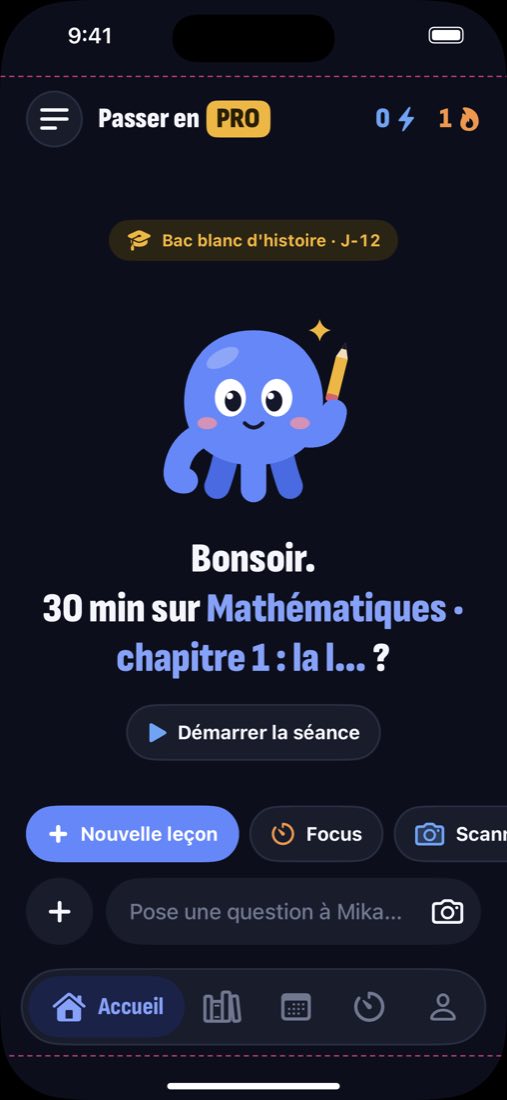 9:41
Passer en PRO
0
1
Bac blanc d'histoire · J-12
Bonsoir.
30 min sur Mathématiques ·
chapitre 1 : la l... ?
Démarrer la séance
Nouvelle leçon
Focus
Pose une question à Mika...
Accueil